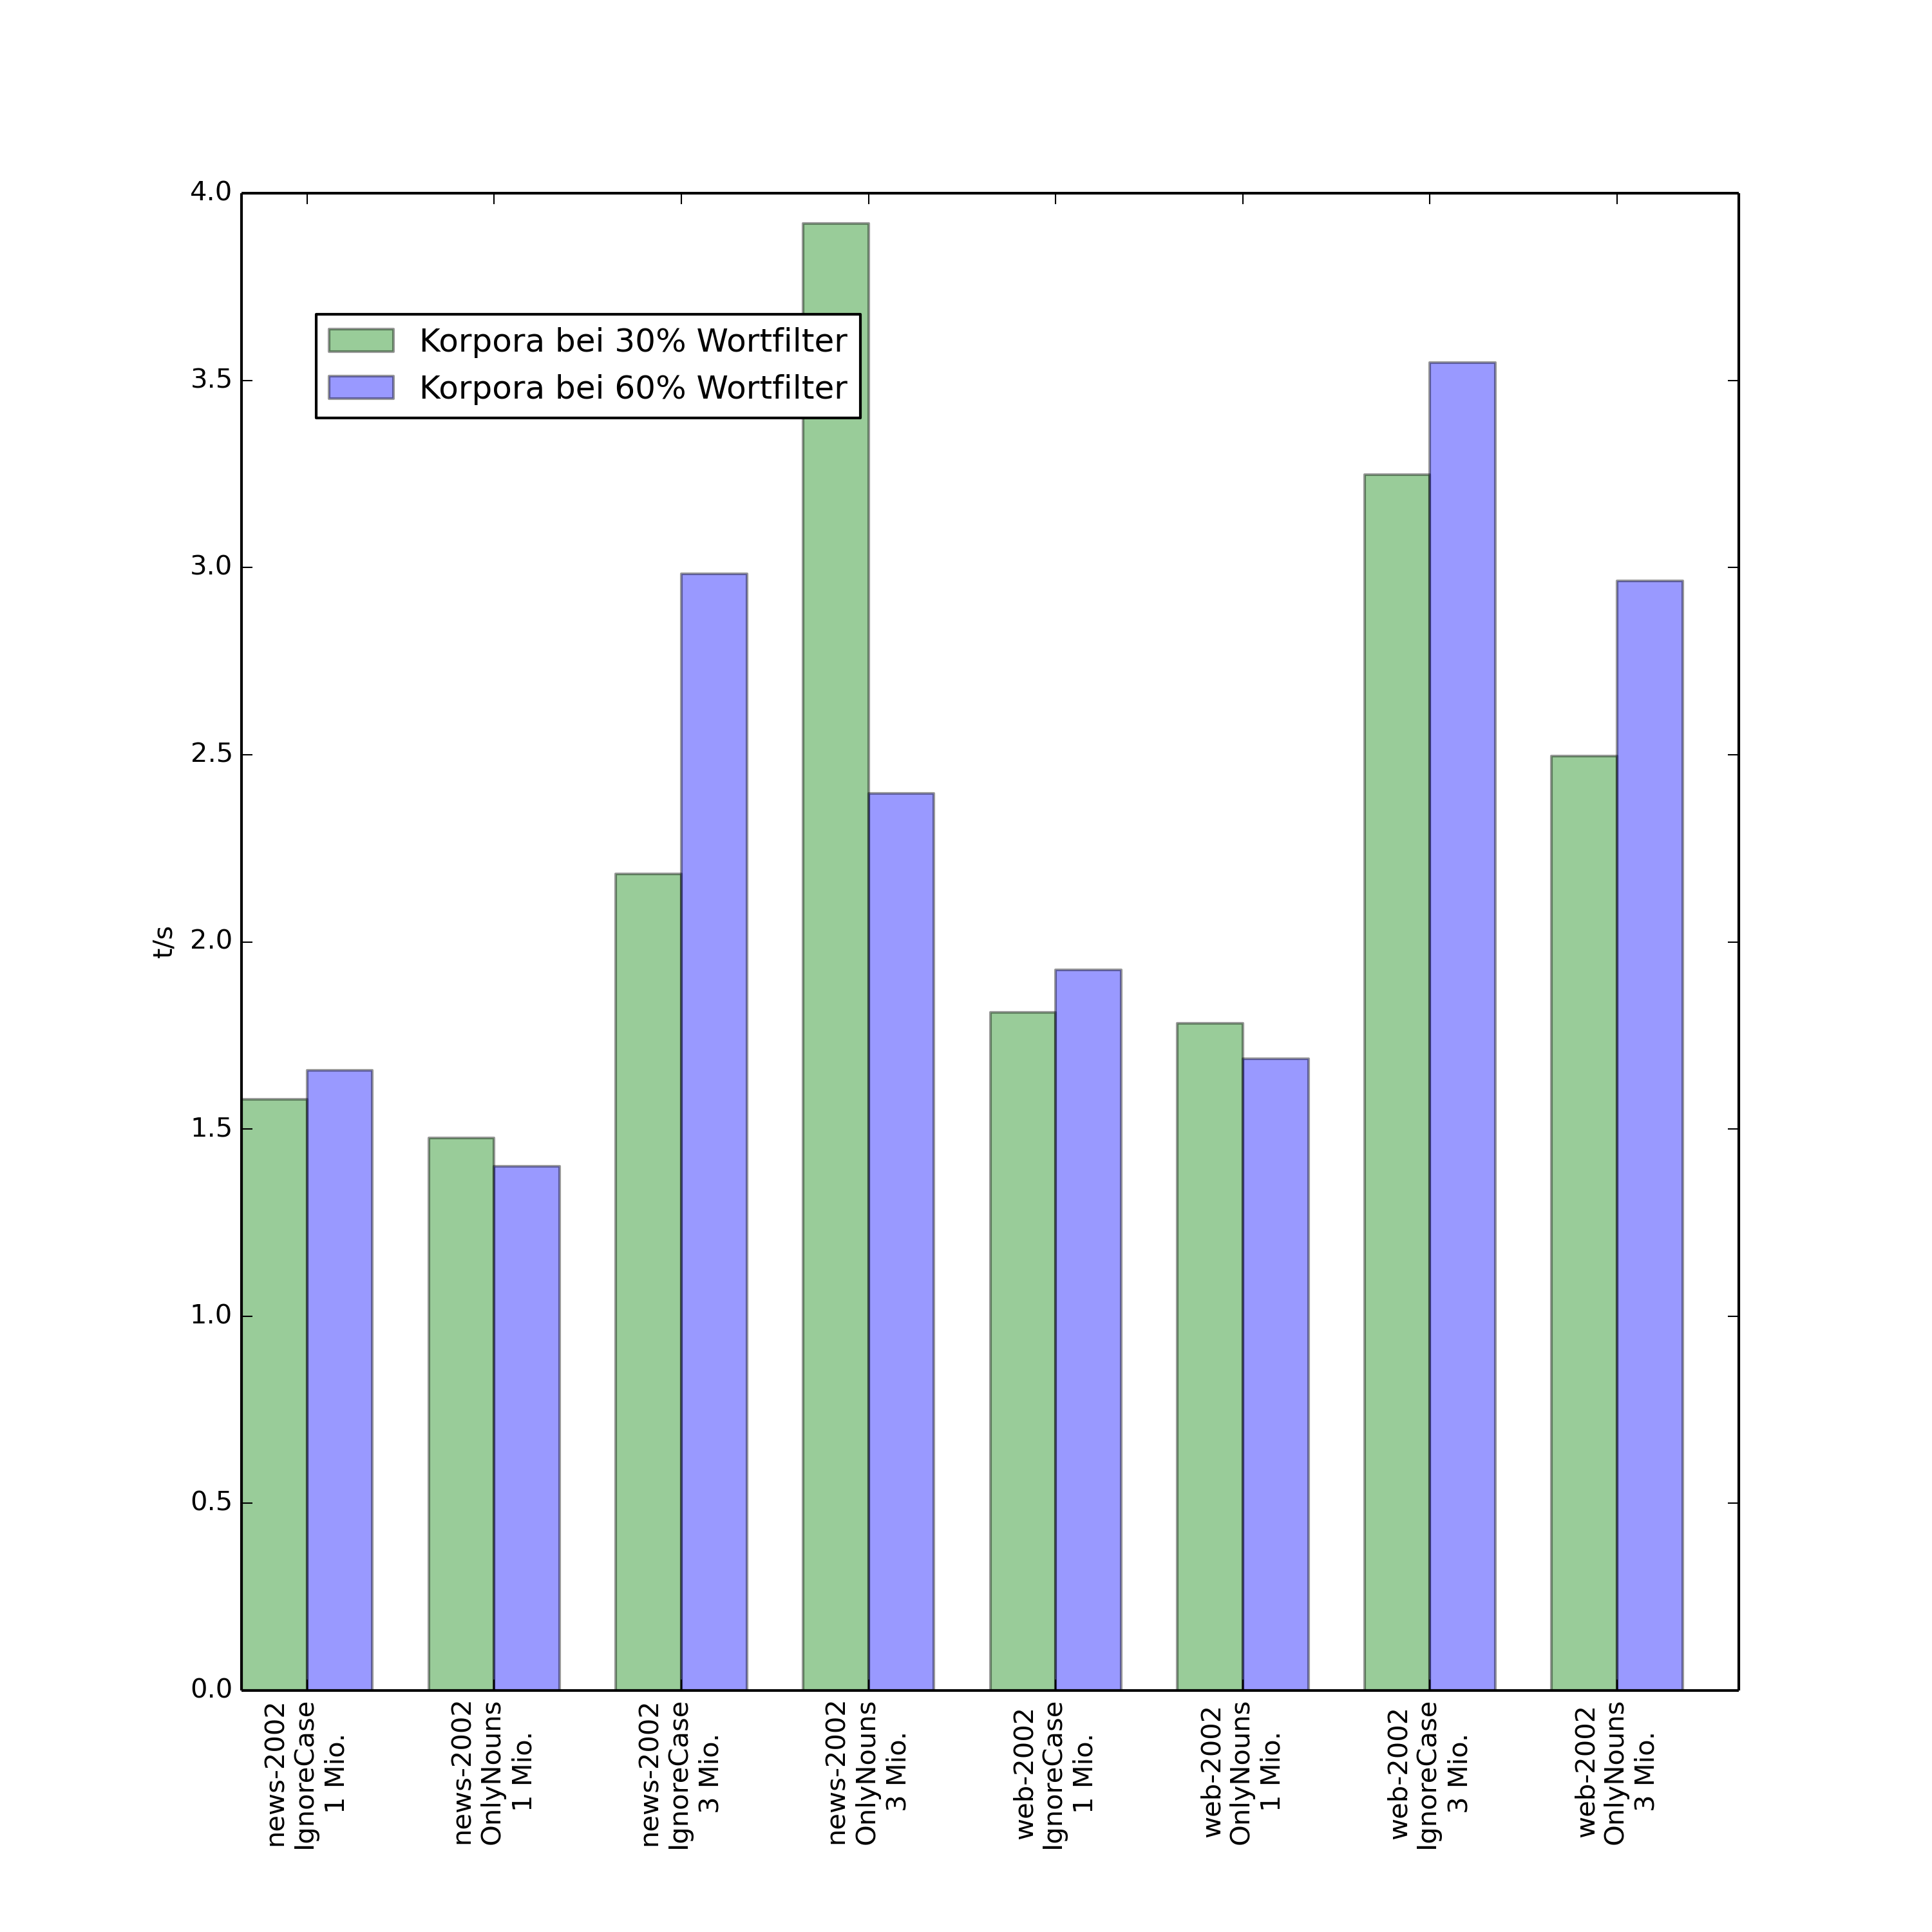 4.0
3.5
3.0
2.5
2.0
1.5
1.0
0.5
0.0
t/s
Korpora bei 30% Wortfilter
Korpora bei 60% Wortfilter
news-2002
IgnoreCase
1 Mio.
news-2002
OnlyNouns
1 Mio.
news-2002
IgnoreCase
3 Mio.
news-2002
OnlyNouns
3 Mio.
web-2002
IgnoreCase
1 Mio.
web-2002
OnlyNouns
1 Mio.
web-2002
IgnoreCase
3 Mio.
web-2002
OnlyNouns
3 Mio.